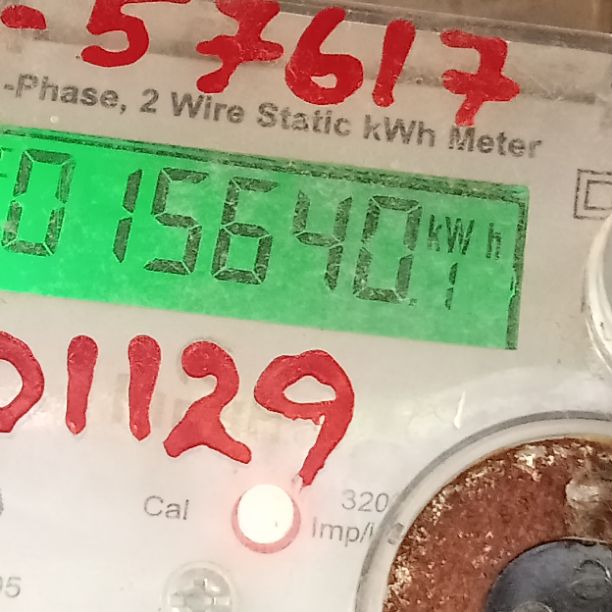 -57617
-Phase, 2 Wire Static kWh Meter
015640.1 kWh
01129
Cal
320
Imp/